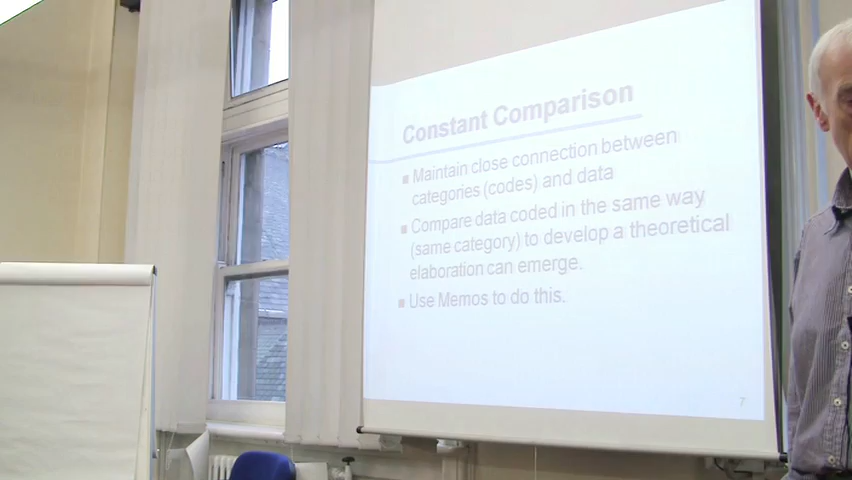 Constant Comparison
Maintain close connection between
categories (codes) and data
Compare data coded in the same way
(same category) to develop a theoretical
elaboration can emerge.
Use Memos to do this.
7